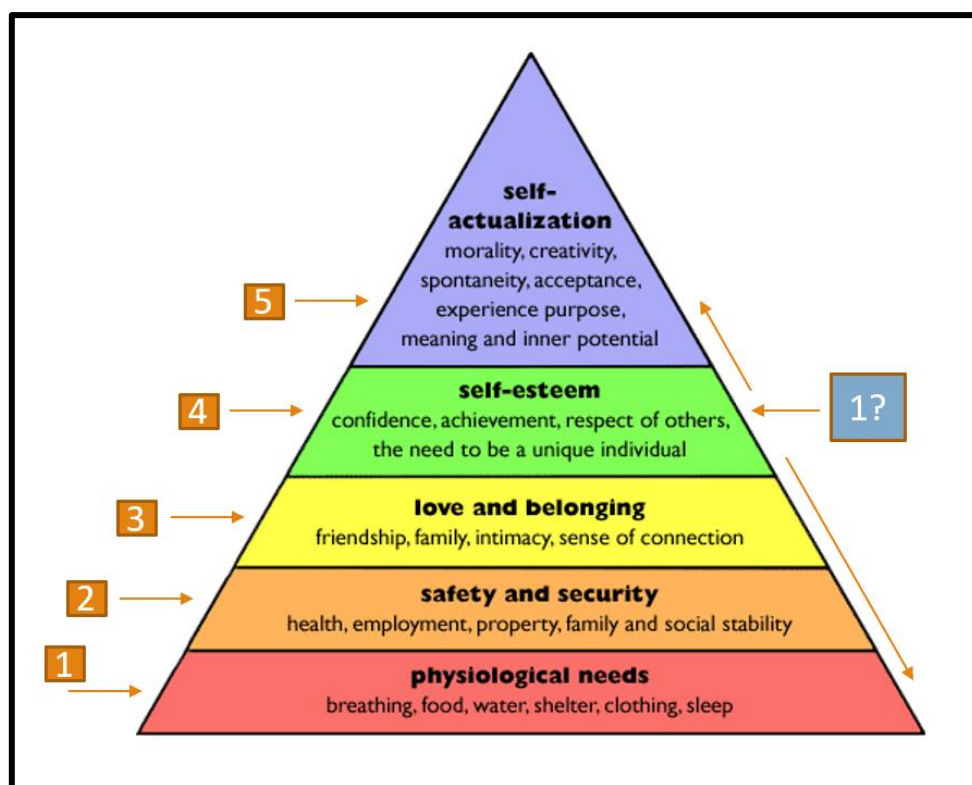 self-
actualization
morality, creativity,
spontaneity, acceptance,
experience purpose,
meaning and inner potential
5
self-esteem
confidence, achievement, respect of others,
the need to be a unique individual
4
1?
love and belonging
friendship, family, intimacy, sense of connection
3
safety and security
health, employment, property, family and social stability
2
physiological needs
breathing, food, water, shelter, clothing, sleep
1